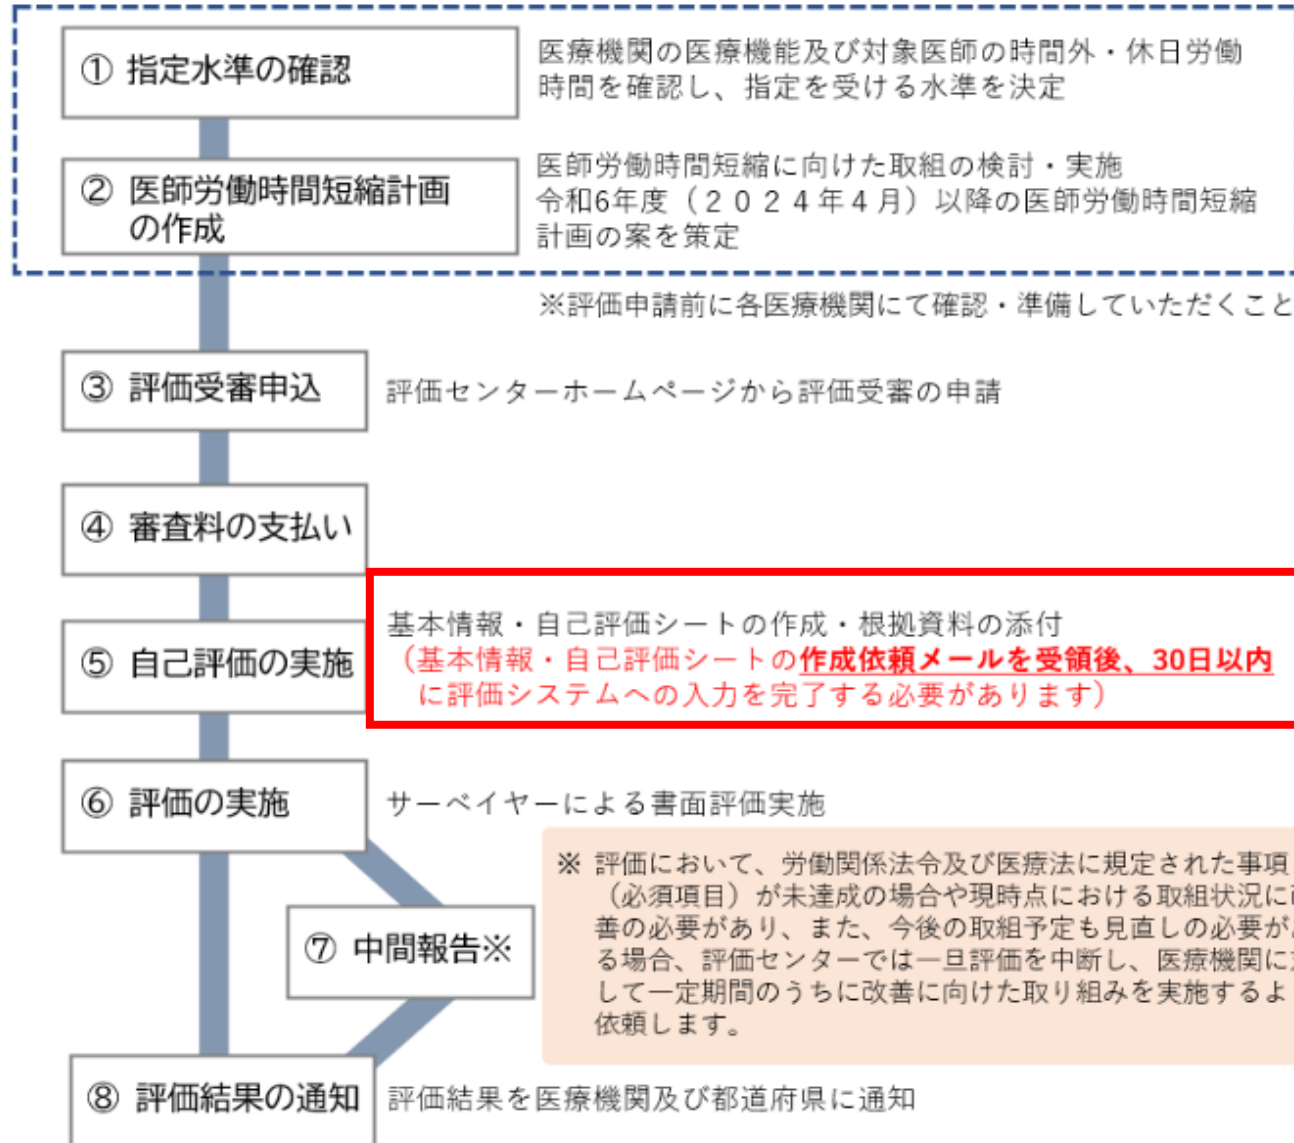 ① 指定水準の確認
医療機関の医療機能及び対象医師の時間外・休日労働
時間を確認し、指定を受ける水準を決定
② 医師労働時間短縮計画
の作成
医師労働時間短縮に向けた取組の検討・実施
令和6年度（２０２４年４月）以降の医師労働時間短縮
計画の案を策定
※評価申請前に各医療機関にて確認・準備していただくこと
③ 評価受審申込
評価センターホームページから評価受審の申請
④ 審査料の支払い
⑤ 自己評価の実施
基本情報・自己評価シートの作成・根拠資料の添付
（基本情報・自己評価シートの作成依頼メールを受領後、30日以内
に評価システムへの入力を完了する必要があります）
⑥ 評価の実施
サーベイヤーによる書面評価実施
⑦ 中間報告※
※ 評価において、労働関係法令及び医療法に規定された事項
（必須項目）が未達成の場合や現時点における取組状況に
善の必要があり、また、今後の取組予定も見直しの必要が
る場合、評価センターでは一旦評価を中断し、医療機関に
して一定期間のうちに改善に向けた取り組みを実施するよ
依頼します。
⑧ 評価結果の通知
評価結果を医療機関及び都道府県に通知